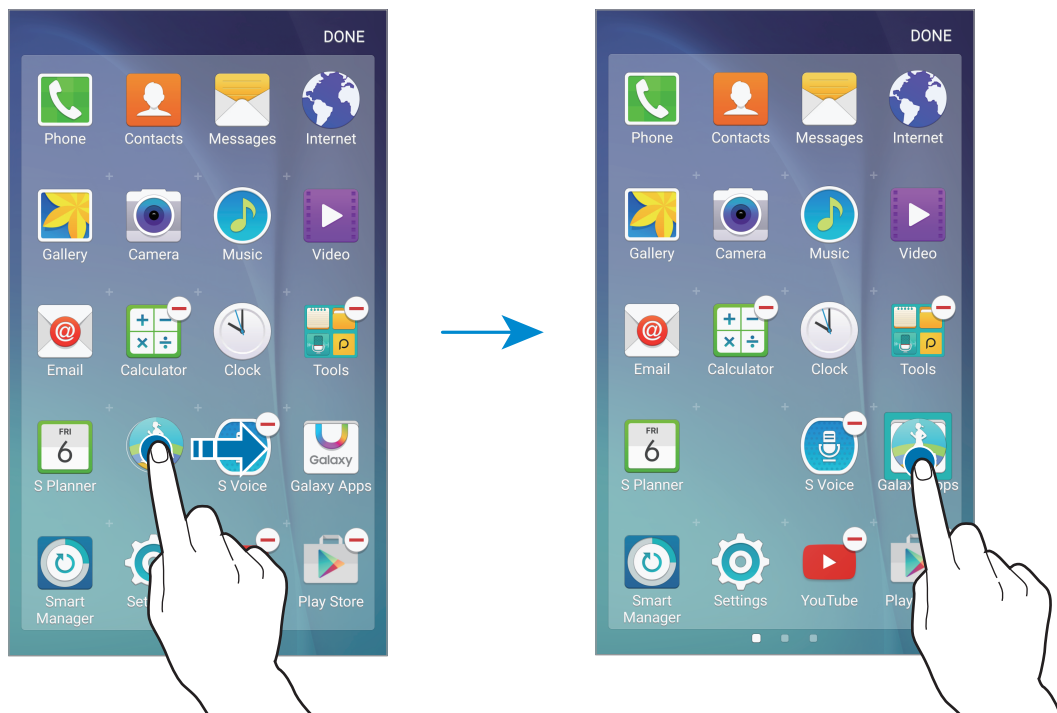 DONE
Phone Contacts Messages Internet
Gallery Camera Music Video
Email Calculator Clock Tools
FRI
6 Galaxy
S Planner S Voice Galaxy Apps
Smart Play Store
Manager
DONE
Phone Contacts Messages Internet
Gallery Camera Music Video
Email Calculator Clock Tools
FRI
6
S Planner S Voice
Smart Settings YouTube Play
Manager